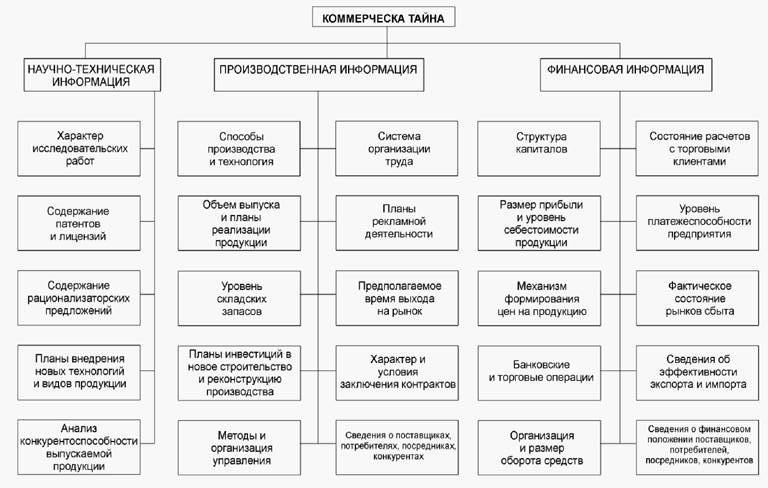 КОММЕРЧЕСКА ТАЙНА
НАУЧНО-ТЕХНИЧЕСКАЯ
ИНФОРМАЦИЯ
Характер
исследовательских
работ
Содержание
патентов
и лицензий
Содержание
рационализаторских
предложений
Планы внедрения
новых технологий
и видов продукции
Анализ
конкурентоспособности
выпускаемой
продукции
ПРОИЗВОДСТВЕННАЯ ИНФОРМАЦИЯ
Способы
производства
и технология
Система
организации
труда
Объем выпуска
и планы
реализации
продукции
Планы
рекламной
деятельности
Уровень
складских
запасов
Предполагаемое
время выхода
на рынок
Планы инвестиций в
новое строительство
и реконструкцию
производства
Характер и
условия
заключения контрактов
Методы и
организация
управления
Сведения о поставщиках,
потребителях, посредниках,
конкурентах
ФИНАНСОВАЯ ИНФОРМАЦИЯ
Структура
капиталов
Состояние расчетов
с торговыми
клиентами
Размер прибыли
и уровень
себестоимости
продукции
Уровень
платежеспособности
предприятия
Механизм
формирования
цен на продукцию
Фактическое
состояние
рынков сбыта
Банковские
и торговые операции
Сведения об
эффективности
экспорта и импорта
Организация
и размер
оборота средств
Сведения о финансовом
положении поставщиков,
потребителей,
посредников, конкурентов